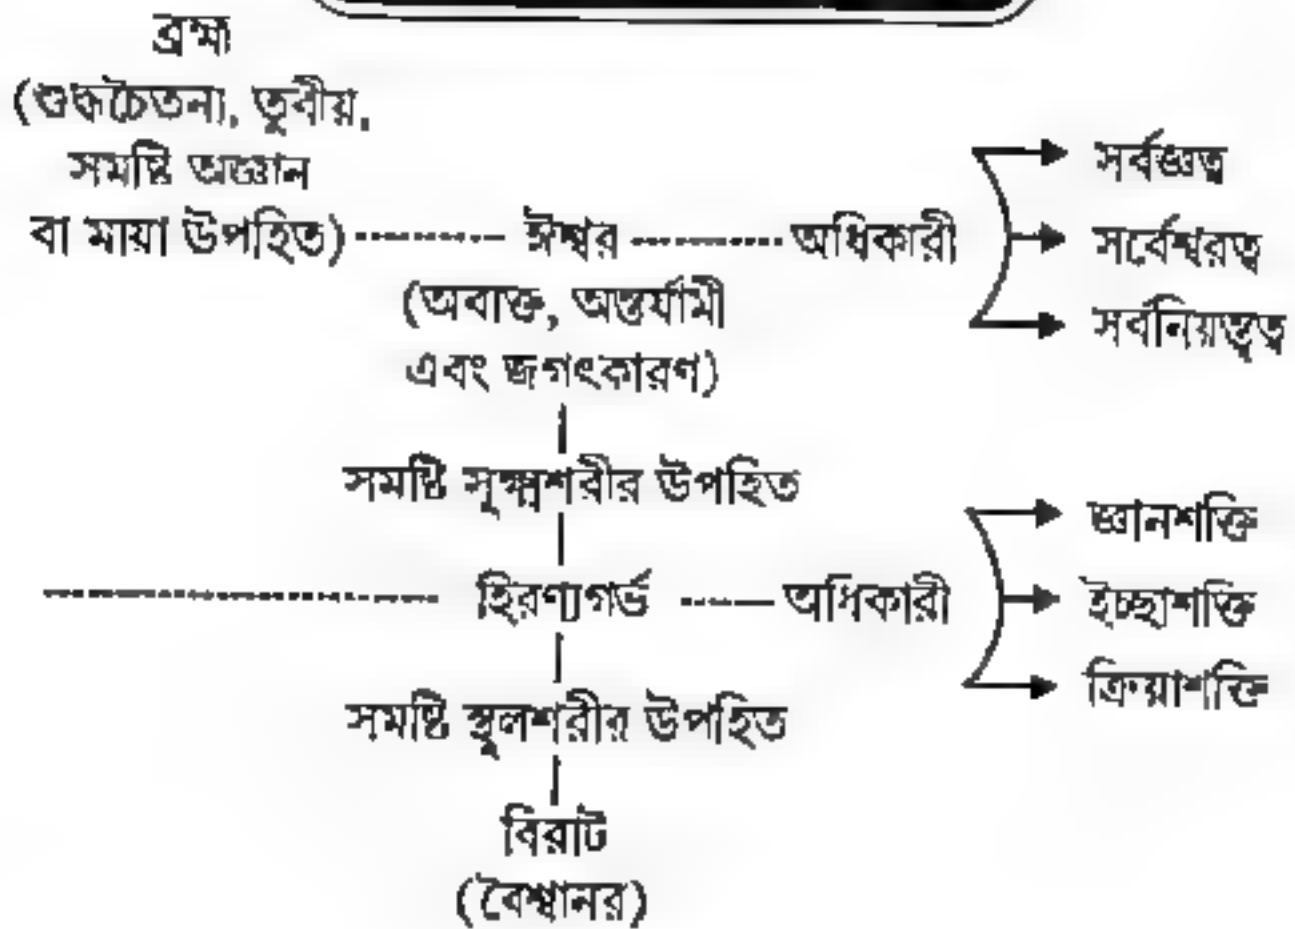 ব্রহ্ম
(শুদ্ধচৈতন্য, তুরীয়,
সমষ্টি অজ্ঞান
বা মায়া উপহিত) ঈশ্বর অধিকারী
সর্বজ্ঞত্ব
সর্বেশ্বরত্ব
সর্বনিয়ন্তৃত্ব
(অব্যক্ত, অন্তর্যামী
এবং জগৎকারণ)
সমষ্টি সূক্ষ্মশরীর উপহিত
হিরণ্যগর্ভ অধিকারী
জ্ঞানশক্তি
ইচ্ছাশক্তি
ক্রিয়াশক্তি
সমষ্টি স্থূলশরীর উপহিত
বিরাট
(বৈশ্বানর)